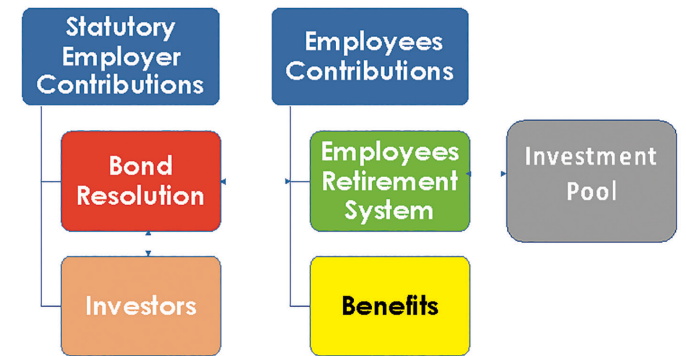 Statutory
Employer
Contributions
Employees
Contributions
Bond
Resolution
Employees
Retirement
System
Investment
Pool
Investors
Benefits